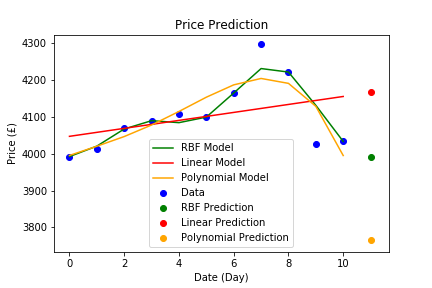 Price Prediction
Price (£)
4300
4200
4100
4000
3900
3800
RBF Model
Linear Model
Polynomial Model
Data
RBF Prediction
Linear Prediction
Polynomial Prediction
0 2 4 6 8 10
Date (Day)